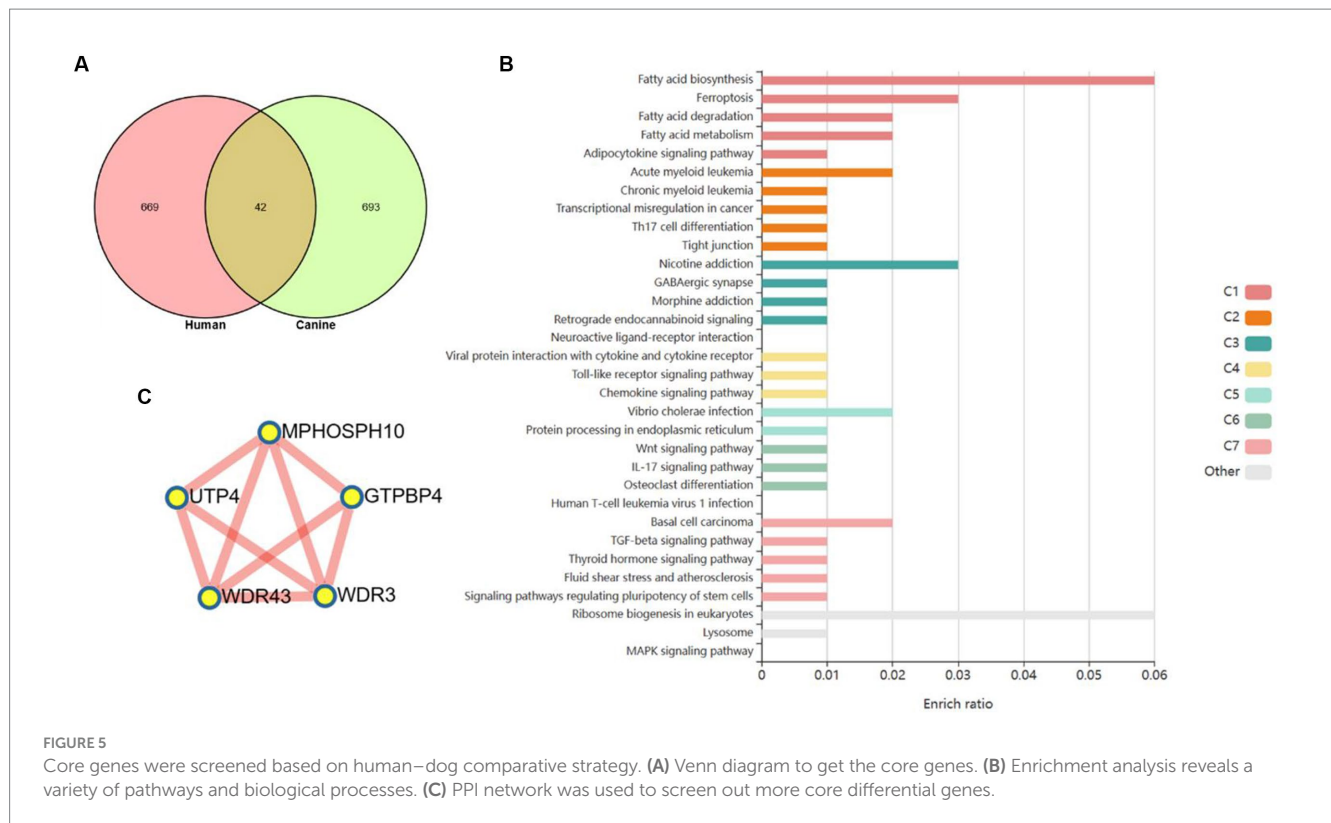 A
669
42
693
Human
Canine
B
Fatty acid biosynthesis
Ferroptosis
Fatty acid degradation
Fatty acid metabolism
Adipocytokine signaling pathway
Acute myeloid leukemia
Chronic myeloid leukemia
Transcriptional misregulation in cancer
Th17 cell differentiation
Tight junction
Nicotine addiction
GABAergic synapse
Morphine addiction
Retrograde endocannabinoid signaling
Neuroactive ligand-receptor interaction
Viral protein interaction with cytokine and cytokine receptor
Toll-like receptor signaling pathway
Chemokine signaling pathway
Vibrio cholerae infection
Protein processing in endoplasmic reticulum
Wnt signaling pathway
IL-17 signaling pathway
Osteoclast differentiation
Human T-cell leukemia virus 1 infection
Basal cell carcinoma
TGF-beta signaling pathway
Thyroid hormone signaling pathway
Fluid shear stress and atherosclerosis
Signaling pathways regulating pluripotency of stem cells
Ribosome biogenesis in eukaryotes
Lysosome
MAPK signaling pathway
0 0.01 0.02 0.03 0.04 0.05 0.06
Enrich ratio
C1
C2
C3
C4
C5
C6
C7
Other
C
MPHOSPH10
UTP4
GTPBP4
WDR43
WDR3
FIGURE 5
Core genes were screened based on human–dog comparative strategy. (A) Venn diagram to get the core genes. (B) Enrichment analysis reveals a
variety of pathways and biological processes. (C) PPI network was used to screen out more core differential genes.